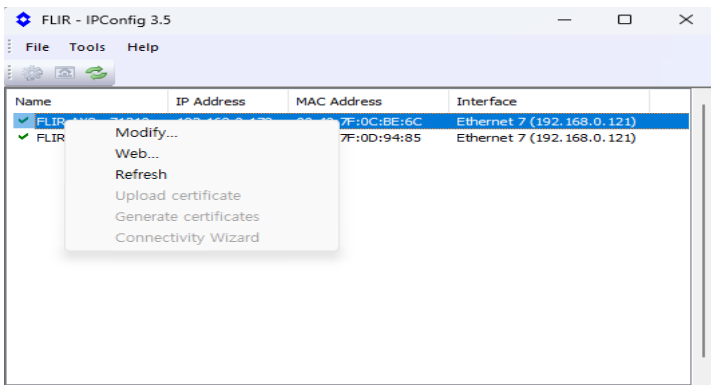 FLIR - IPConfig 3.5
File Tools Help
Name IP Address MAC Address Interface
7F:0C:BE:6C Ethernet 7 (192.168.0.121)
FLIR 7F:0D:94:85 Ethernet 7 (192.168.0.121)
Modify...
Web...
Refresh
Upload certificate
Generate certificates
Connectivity Wizard